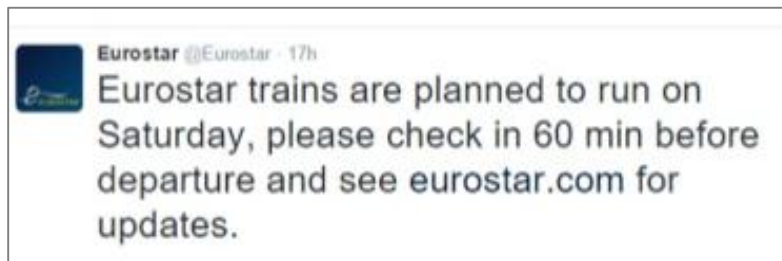 Eurostar @Eurostar · 17h
Eurostar trains are planned to run on
Saturday, please check in 60 min before
departure and see eurostar.com for
updates.